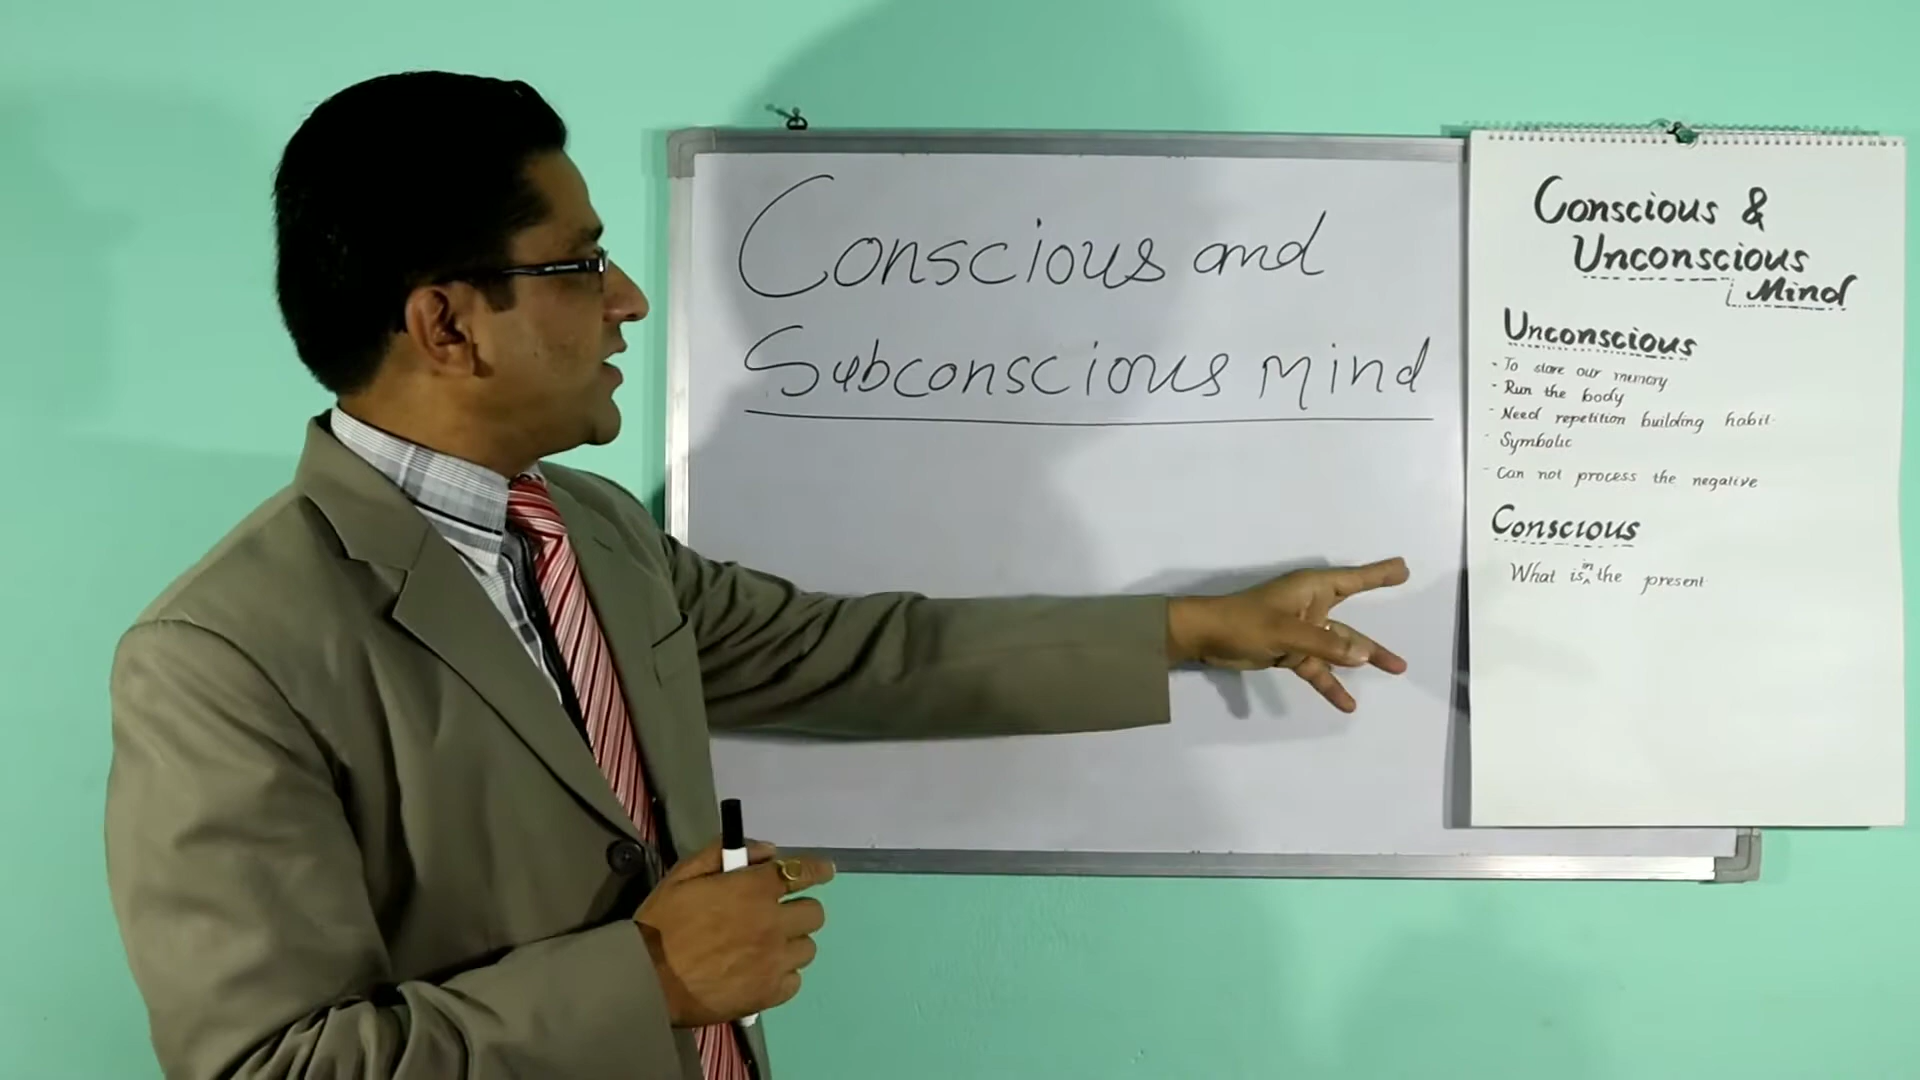 Conscious and
Subconscious mind
Conscious &
Unconscious
Mind
Unconscious
- To store our memory
- Run the body
- Need repetition building habit
- Symbolic
- Can not process the negative
Conscious
What is in the present